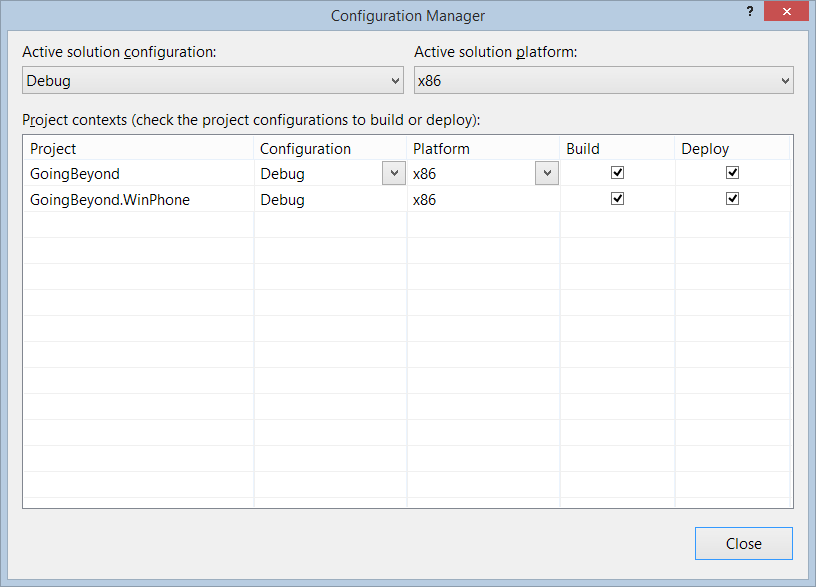 Configuration Manager
?
Active solution configuration: Active solution platform:
Debug x86
Project contexts (check the project configurations to build or deploy):
Project Configuration Platform Build Deploy
GoingBeyond Debug x86
GoingBeyond.WinPhone Debug x86
Close